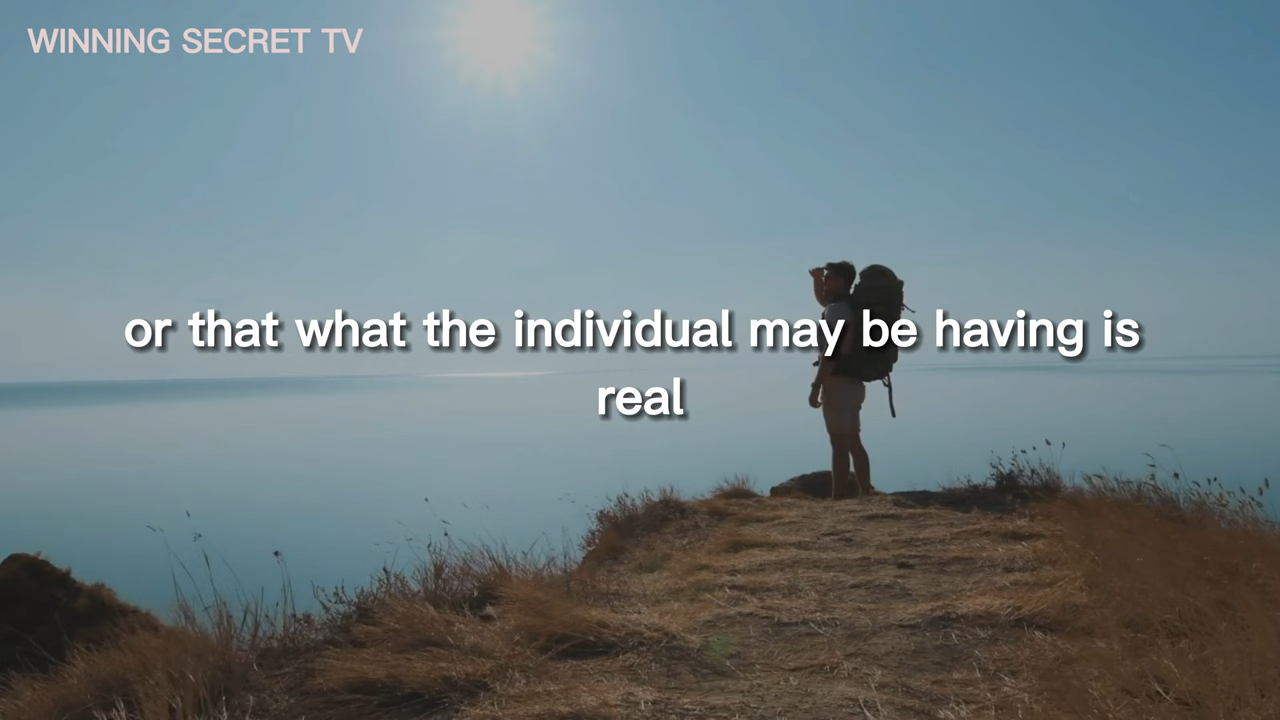 WINNING SECRET TV
or that what the individual may be having is
real